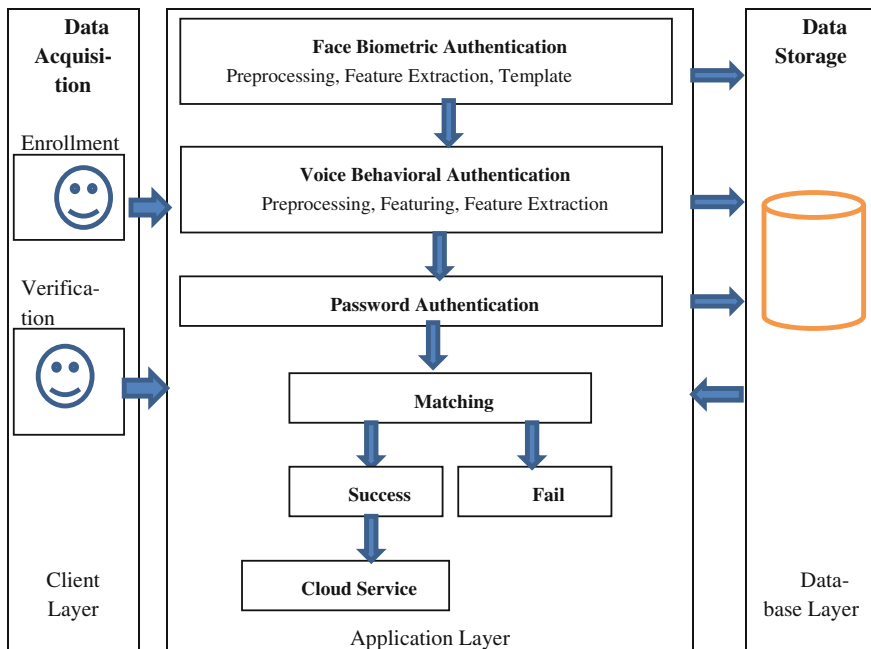 Data
Acquisi-
tion
Enrollment
Verifica-
tion
Client
Layer
Face Biometric Authentication
Preprocessing, Feature Extraction, Template
Voice Behavioral Authentication
Preprocessing, Featuring, Feature Extraction
Password Authentication
Matching
Success
Fail
Cloud Service
Application Layer
Data
Storage
Data-
base Layer